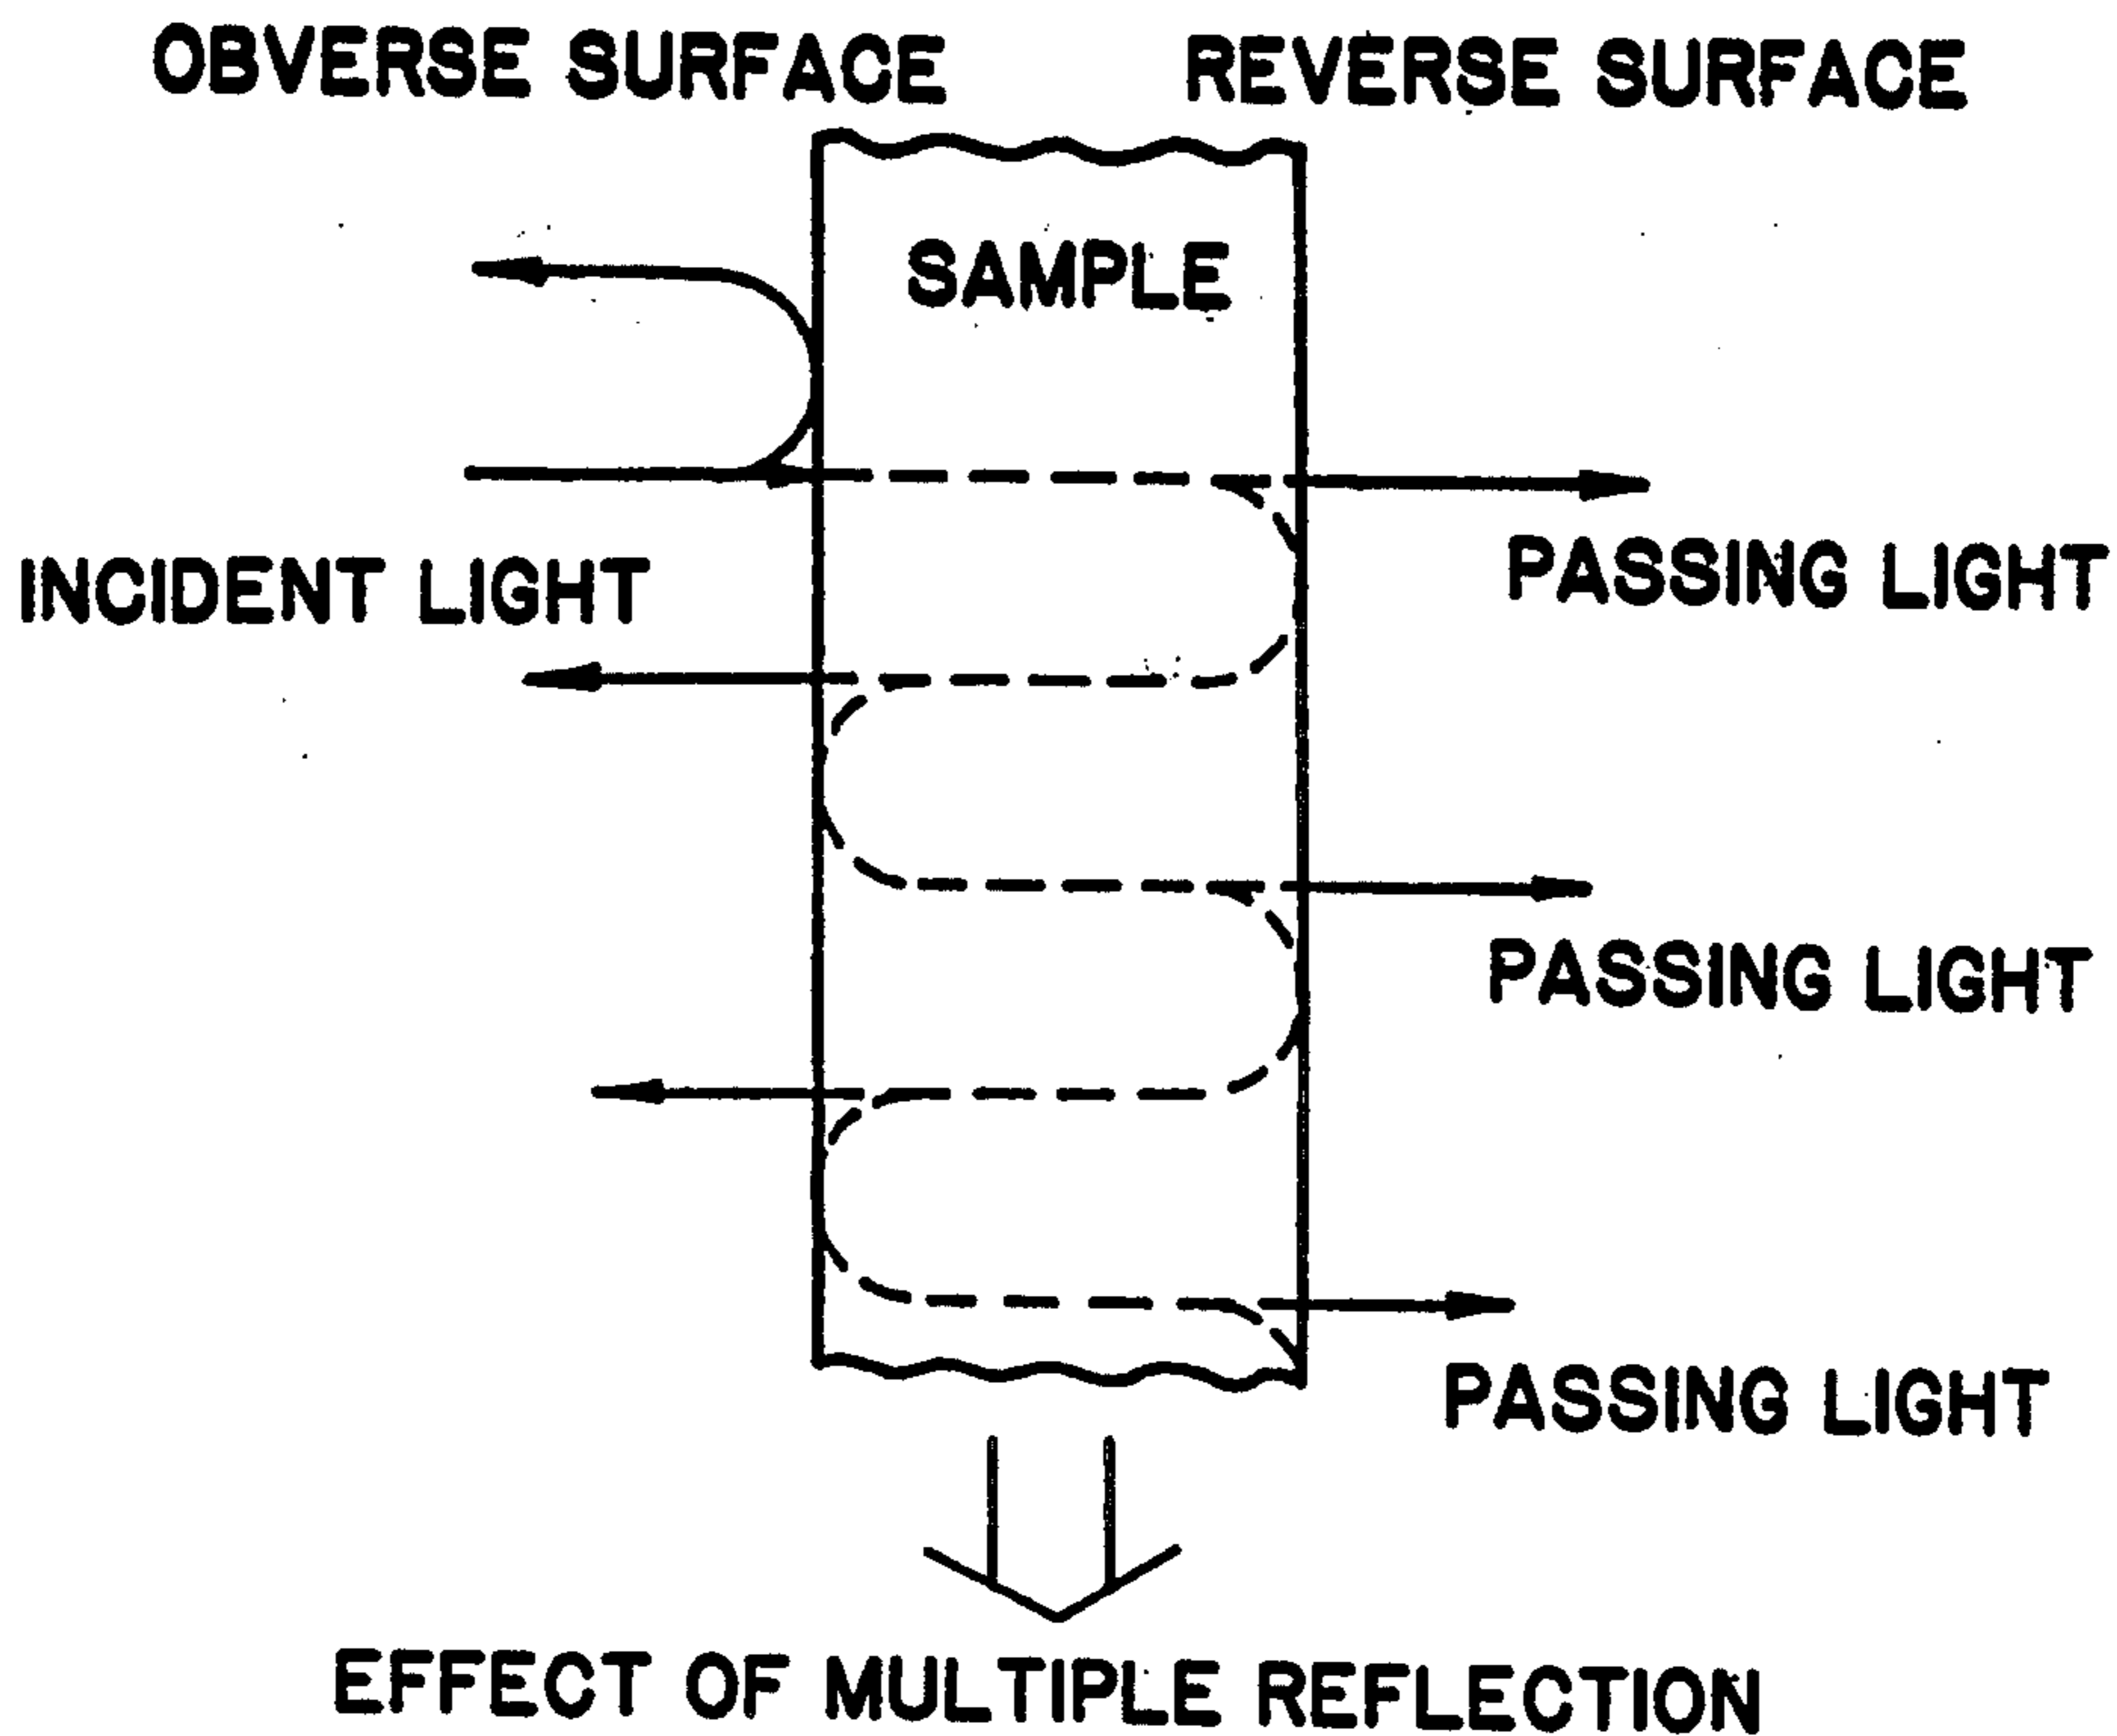 OBVERSE SURFACE
REVERSE SURFACE
SAMPLE
INCIDENT LIGHT
PASSING LIGHT
PASSING LIGHT
PASSING LIGHT
EFFECT OF MULTIPLE REFLECTION